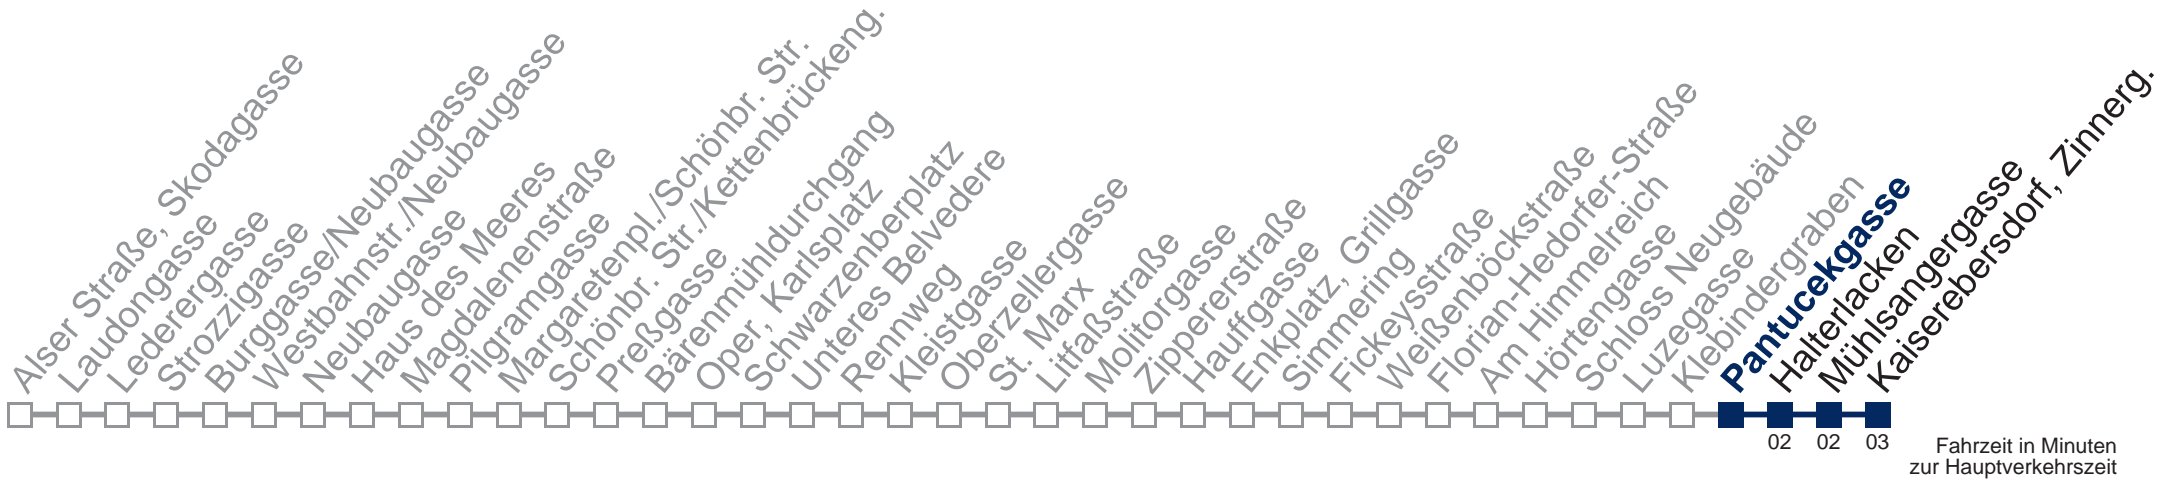 Alser Straße, Skodagasse
Laudongasse
Lederergasse
Strozzigasse
Burggasse/Neubaugasse
Westbahnstr./Neubaugasse
Neubaugasse
Haus des Meeres
Magdalenenstraße
Pilgramgasse
Margaretenpl./Schönbr. Str.
Schönbr. Str./Kettenbrückeng.
Preßgasse
Bärenmühldurchgang
Oper, Karlsplatz
Schwarzenbergplatz
Unteres Belvedere
Rennweg
Kleistgasse
Oberzellergasse
St. Marx
Litfaßstraße
Molitorgasse
Zippererstraße
Hauffgasse
Enkplatz, Grillgasse
Simmering
Fickeysstraße
Weißenböckstraße
Florian-Hedorfer-Straße
Am Himmelreich
Hörtengasse
Schloss Neugebäude
Luzegasse
Klebindergraben
Pantucekgasse
Halterlacken
Mühlsangergasse
Kaiserebersdorf, Zinnerg.
02 02 03
Fahrzeit in Minuten
zur Hauptverkehrszeit